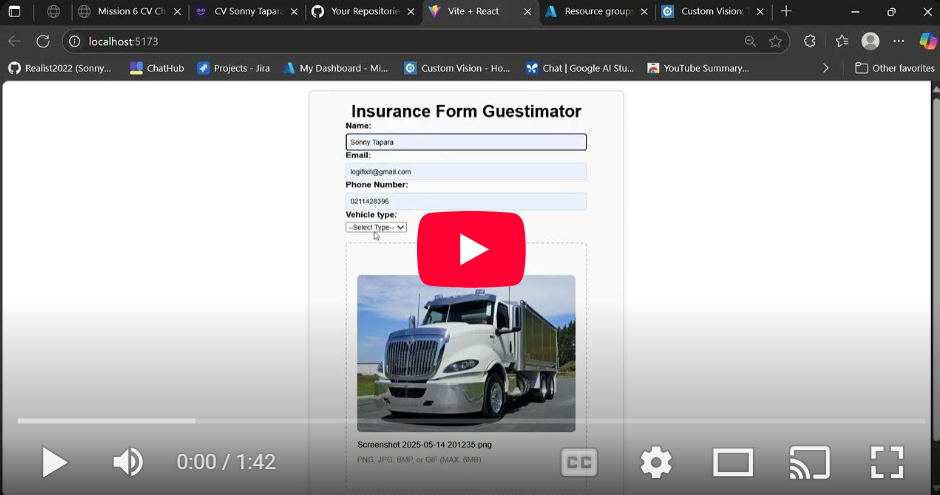 Mission 6 CV Ch
CV Sonny Tapara
Your Repositorie
Vite + React
Resource group
Custom Vision: T
localhost:5173
Realist2022 (Sonny...
ChatHub
Projects - Jira
My Dashboard - Mi...
Custom Vision - Ho...
Chat | Google AI Stu...
YouTube Summary...
Other favorites
Insurance Form Guestimator
Name:
Sonny Tapara
Email:
logifixit@gmail.com
Phone Number:
0211428396
Vehicle type:
--Select Type--
Screenshot 2025-05-14 201235.png
PNG, JPG, BMP, or GIF (MAX. 6MB)
0:00 / 1:42
CC